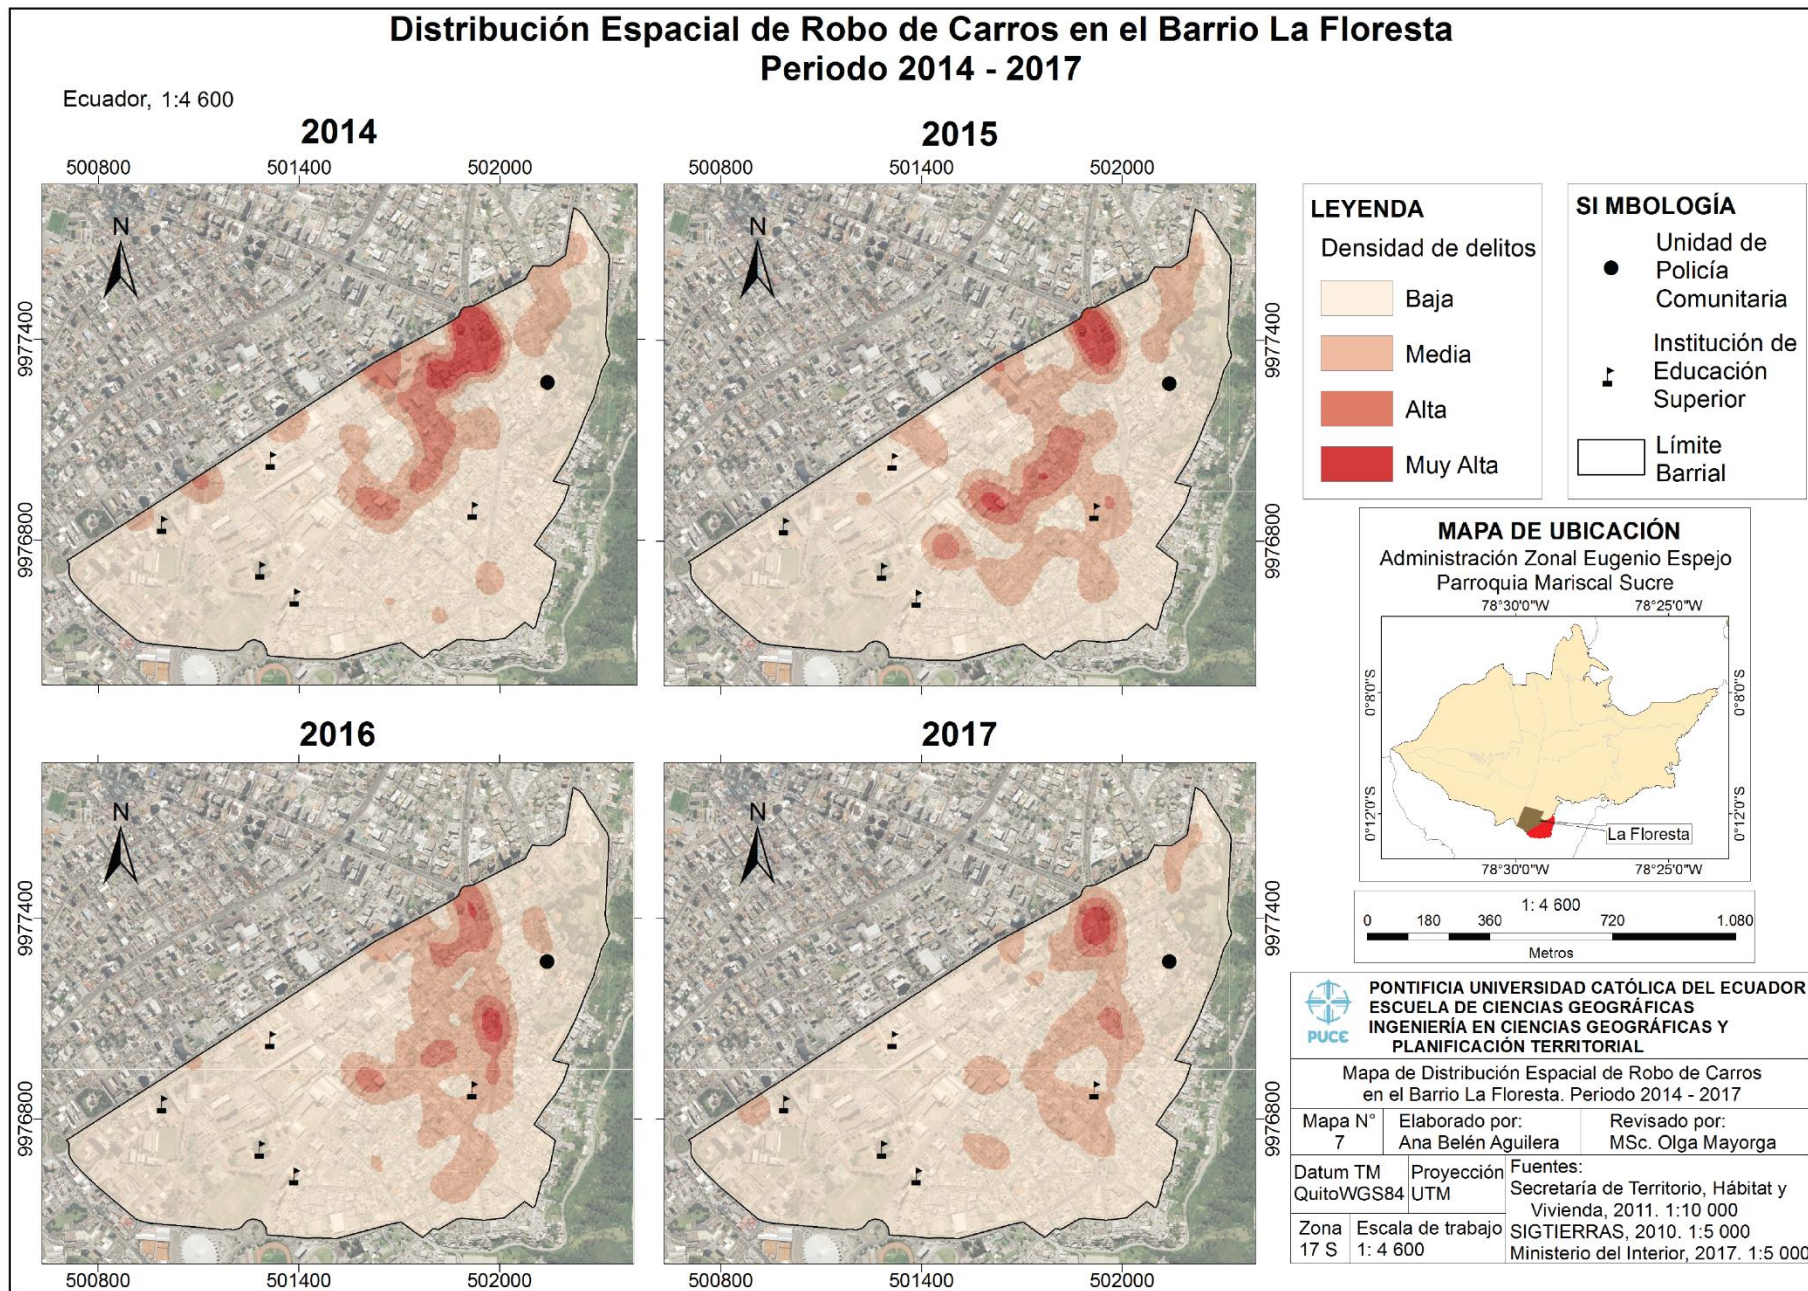 Distribución Espacial de Robo de Carros en el Barrio La Floresta
Periodo 2014 - 2017
Ecuador, 1:4 600
2014
500800 501400 502000
9977400
9976800
N
2015
500800 501400 502000
9977400
9976800
N
2016
9977400
9976800
N
500800 501400 502000
2017
9977400
9976800
N
500800 501400 502000
LEYENDA
Densidad de delitos
Baja
Media
Alta
Muy Alta
SI MBOLOGÍA
Unidad de
Policía
Comunitaria
Institución de
Educación
Superior
Límite
Barrial
MAPA DE UBICACIÓN
Administración Zonal Eugenio Espejo
Parroquia Mariscal Sucre
78°30'0"W 78°25'0"W
0°8'0"S 0°8'0"S
0°12'0"S 0°12'0"S
La Floresta
78°30'0"W 78°25'0"W
1: 4 600
0 180 360 720 1.080
Metros
PUCE
PONTIFICIA UNIVERSIDAD CATÓLICA DEL ECUADOR
ESCUELA DE CIENCIAS GEOGRÁFICAS
INGENIERÍA EN CIENCIAS GEOGRÁFICAS Y
PLANIFICACIÓN TERRITORIAL
Mapa de Distribución Espacial de Robo de Carros
en el Barrio La Floresta. Periodo 2014 - 2017
Mapa N°
7
Elaborado por:
Ana Belén Aguilera
Revisado por:
MSc. Olga Mayorga
Datum TM
QuitoWGS84
Proyección
UTM
Zona
17 S
Escala de trabajo
1: 4 600
Fuentes:
Secretaría de Territorio, Hábitat y
Vivienda, 2011. 1:10 000
SIGTIERRAS, 2010. 1:5 000
Ministerio del Interior, 2017. 1:5 000